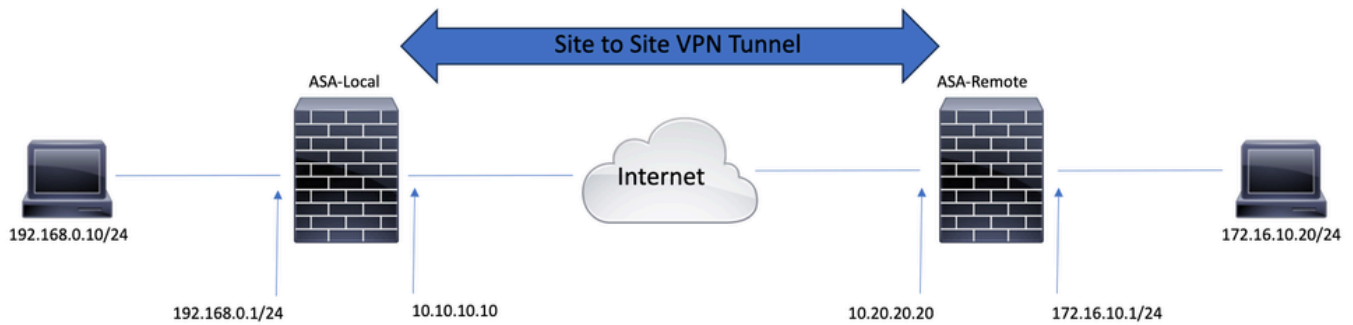 Site to Site VPN Tunnel
ASA-Local
ASA-Remote
Internet
192.168.0.10/24
172.16.10.20/24
192.168.0.1/24
10.10.10.10
10.20.20.20
172.16.10.1/24